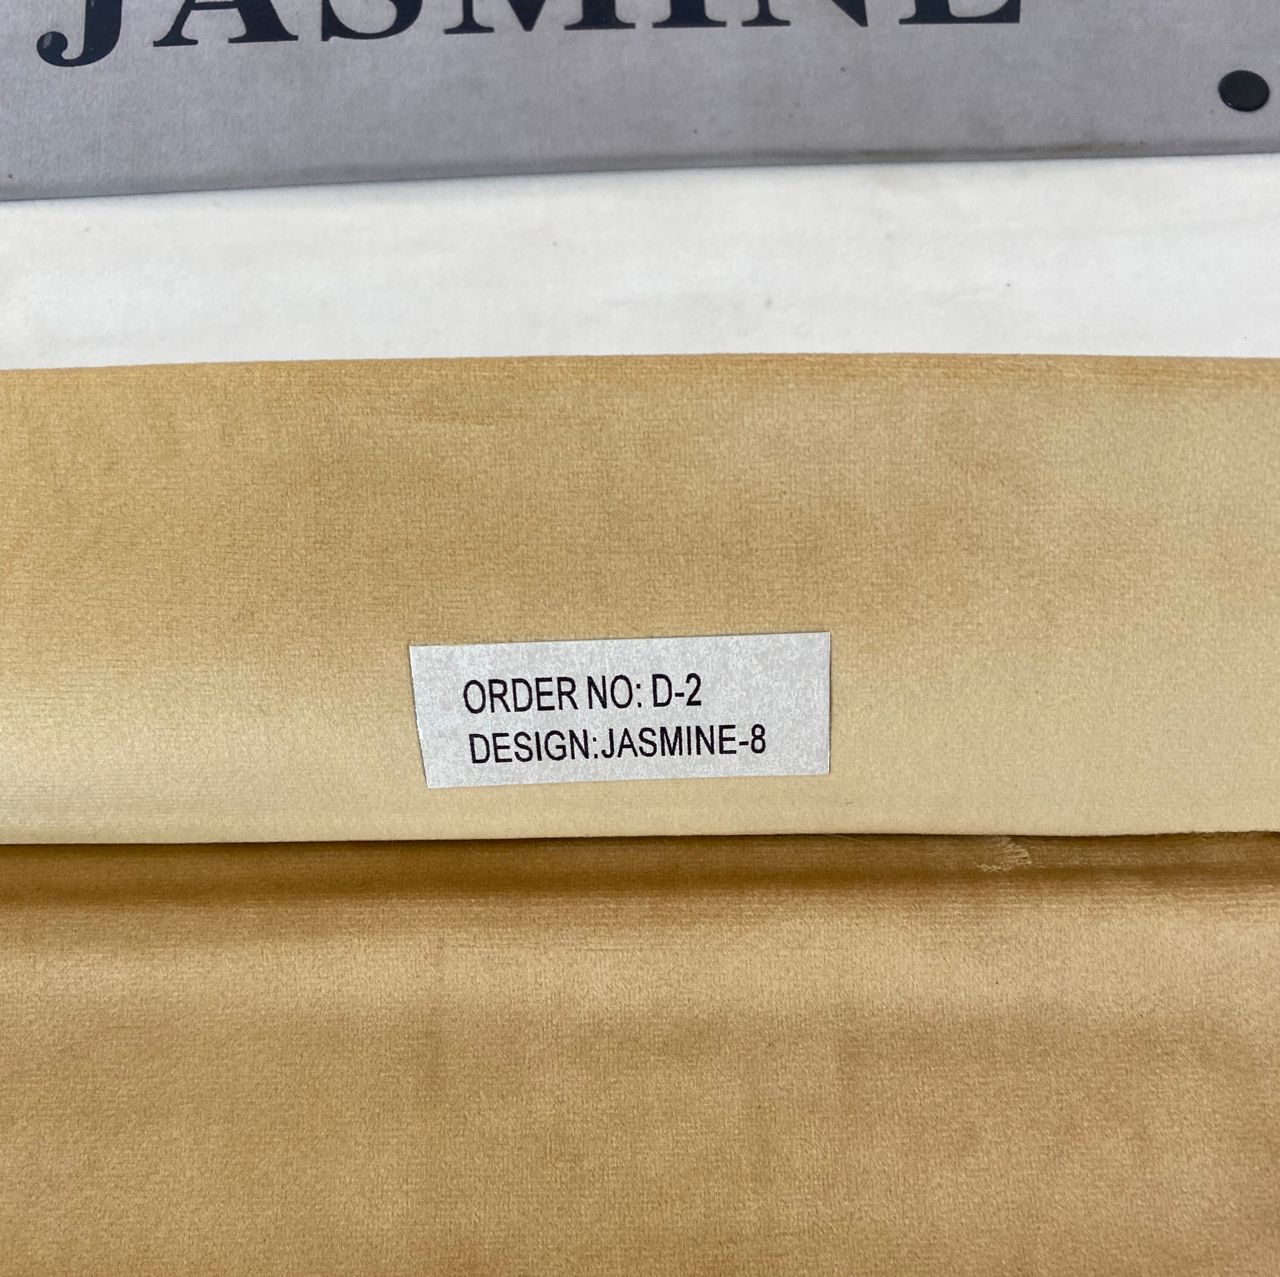 JASMINE
ORDER NO: D-2
DESIGN:JASMINE-8